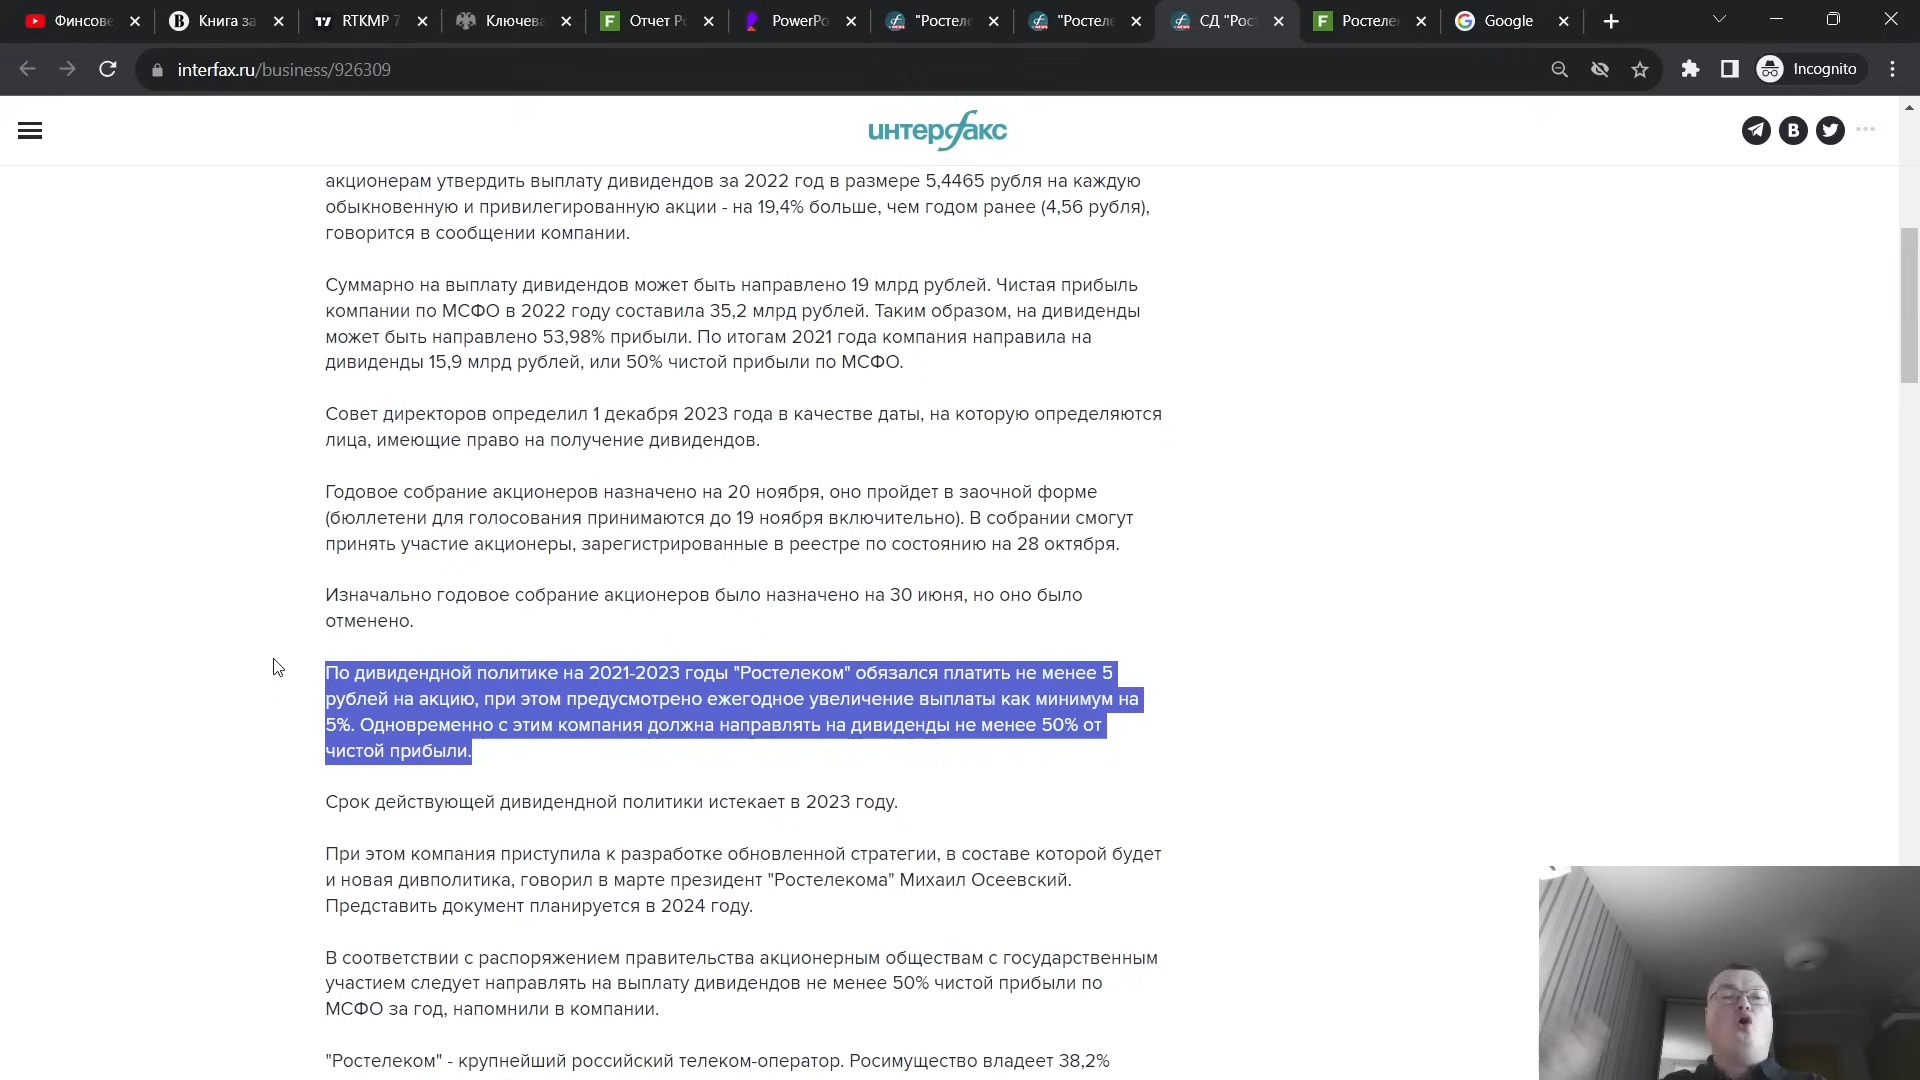 Финсове
Книга за
RTKMP 7
Ключева
Отчет Ро
PowerPo
"Ростеле
"Ростеле
СД "Рос
Ростеле
Google
interfax.ru/business/926309
Incognito
интерфакс
акционерам утвердить выплату дивидендов за 2022 год в размере 5,4465 рубля на каждую
обыкновенную и привилегированную акции - на 19,4% больше, чем годом ранее (4,56 рубля),
говорится в сообщении компании.
Суммарно на выплату дивидендов может быть направлено 19 млрд рублей. Чистая прибыль
компании по МСФО в 2022 году составила 35,2 млрд рублей. Таким образом, на дивиденды
может быть направлено 53,98% прибыли. По итогам 2021 года компания направила на
дивиденды 15,9 млрд рублей, или 50% чистой прибыли по МСФО.
Совет директоров определил 1 декабря 2023 года в качестве даты, на которую определяются
лица, имеющие право на получение дивидендов.
Годовое собрание акционеров назначено на 20 ноября, оно пройдет в заочной форме
(бюллетени для голосования принимаются до 19 ноября включительно). В собрании смогут
принять участие акционеры, зарегистрированные в реестре по состоянию на 28 октября.
Изначально годовое собрание акционеров было назначено на 30 июня, но оно было
отменено.
По дивидендной политике на 2021-2023 годы "Ростелеком" обязался платить не менее 5
рублей на акцию, при этом предусмотрено ежегодное увеличение выплаты как минимум на
5%. Одновременно с этим компания должна направлять на дивиденды не менее 50% от
чистой прибыли.
Срок действующей дивидендной политики истекает в 2023 году.
При этом компания приступила к разработке обновленной стратегии, в составе которой будет
и новая дивполитика, говорил в марте президент "Ростелекома" Михаил Осеевский.
Представить документ планируется в 2024 году.
В соответствии с распоряжением правительства акционерным обществам с государственным
участием следует направлять на выплату дивидендов не менее 50% чистой прибыли по
МСФО за год, напомнили в компании.
"Ростелеком" - крупнейший российский телеком-оператор. Росимущество владеет 38,2%